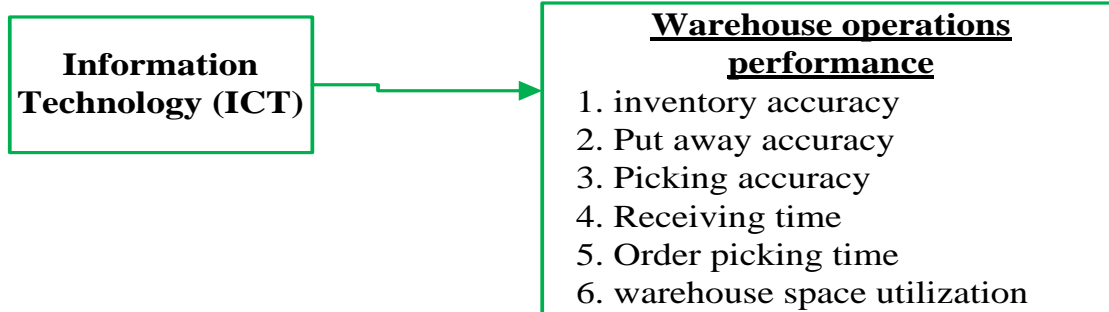 Information
Technology (ICT)
Warehouse operations
performance
1. inventory accuracy
2. Put away accuracy
3. Picking accuracy
4. Receiving time
5. Order picking time
6. warehouse space utilization